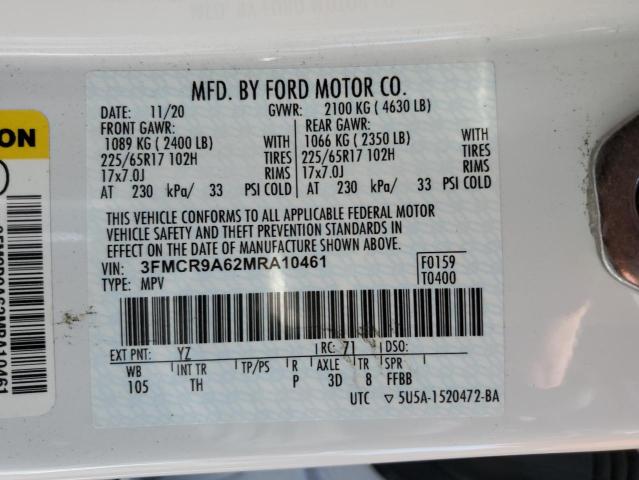 MFD. BY FORD MOTOR CO.
DATE: 11/20 GVWR: 2100 KG ( 4630 LB)
FRONT GAWR: REAR GAWR:
1089 KG ( 2400 LB) WITH 1066 KG ( 2350 LB) WITH
225/65R17 102H TIRES 225/65R17 102H TIRES
17x7.0J RIMS 17x7.0J RIMS
AT 230 kPa/ 33 PSI COLD AT 230 kPa/ 33 PSI COLD
THIS VEHICLE CONFORMS TO ALL APPLICABLE FEDERAL MOTOR
VEHICLE SAFETY AND THEFT PREVENTION STANDARDS IN
EFFECT ON THE DATE OF MANUFACTURE SHOWN ABOVE.
VIN: 3FMCR9A62MRA10461 F0159
TYPE: MPV T0400
EXT PNT: YZ RC: 71 DSO:
WB INT TR TP/PS R AXLE TR SPR
105 TH P 3D 8 FFBB
UTC ▽5U5A-1520472-BA
ON
3FMCR9A62MRA10461